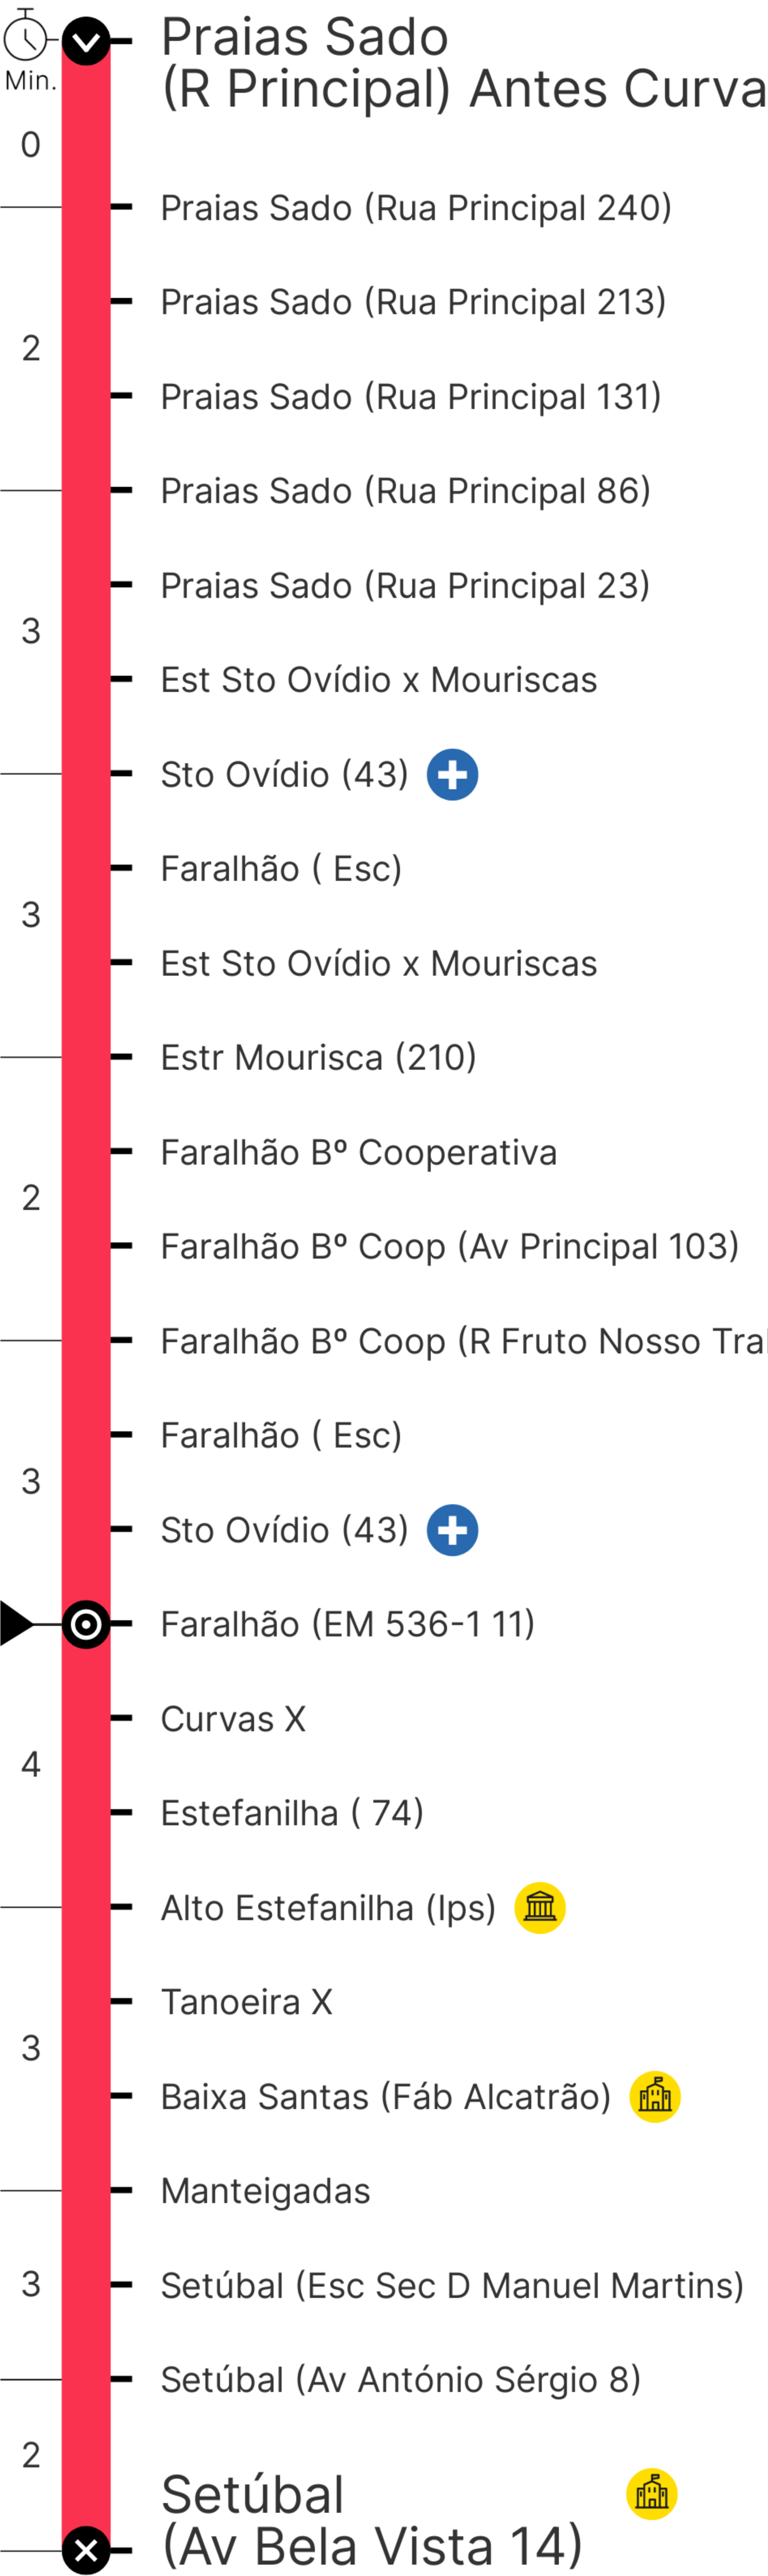 Min.
Praias Sado
(R Principal) Antes Curva
0
Praias Sado (Rua Principal 240)
Praias Sado (Rua Principal 213)
2
Praias Sado (Rua Principal 131)
Praias Sado (Rua Principal 86)
Praias Sado (Rua Principal 23)
3
Est Sto Ovídio x Mouriscas
Sto Ovídio (43)
Faralhão ( Esc)
3
Est Sto Ovídio x Mouriscas
Estr Mourisca (210)
Faralhão Bº Cooperativa
2
Faralhão Bº Coop (Av Principal 103)
Faralhão Bº Coop (R Fruto Nosso
Faralhão ( Esc)
3
Sto Ovídio (43)
Faralhão (EM 536-1 11)
Curvas X
4
Estefanilha ( 74)
Alto Estefanilha (Ips)
Tanoeira X
3
Baixa Santas (Fáb Alcatrão)
Manteigadas
3
Setúbal (Esc Sec D Manuel Martins)
Setúbal (Av António Sérgio 8)
2
Setúbal
(Av Bela Vista 14)